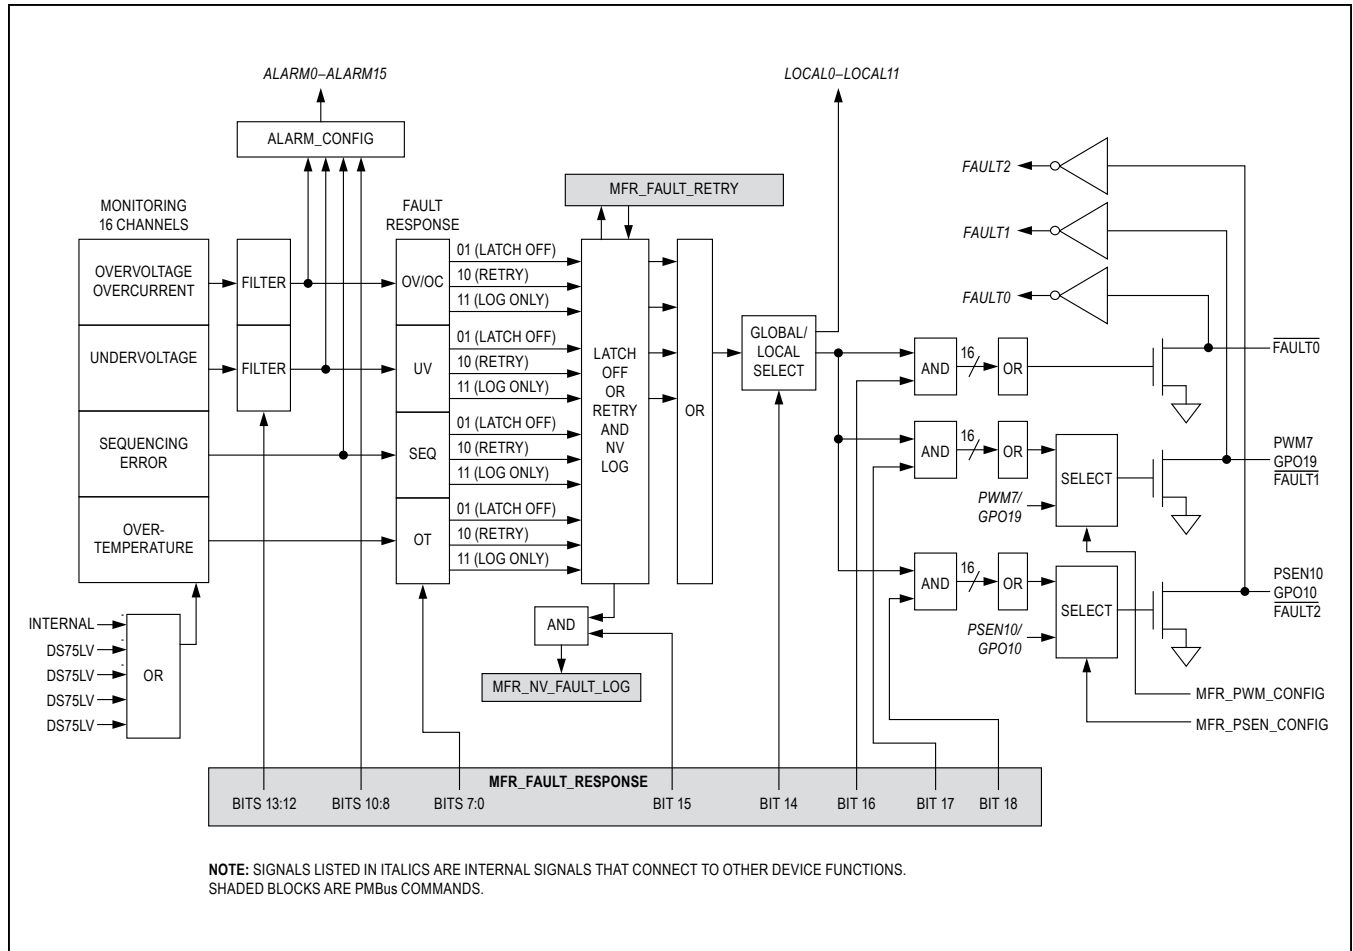 ALARM0–ALARM15
LOCAL0–LOCAL11
ALARM_CONFIG
FAULT2
MFR_FAULT_RETRY
MONITORING
16 CHANNELS
FAULT
RESPONSE
FAULT1
OVERVOLTAGE
OVERCURRENT
FILTER
OV/OC
01 (LATCH OFF)
10 (RETRY)
11 (LOG ONLY)
FAULT0
UNDERVOLTAGE
FILTER
UV
01 (LATCH OFF)
10 (RETRY)
11 (LOG ONLY)
LATCH
OFF
OR
RETRY
AND
NV
LOG
OR
GLOBAL/
LOCAL
SELECT
AND
16
OR
FAULT0
SEQUENCING
ERROR
SEQ
01 (LATCH OFF)
10 (RETRY)
11 (LOG ONLY)
AND
16
OR
PWM7/
GPO19
SELECT
PWM7
GPO19
FAULT1
OVER-
TEMPERATURE
OT
01 (LATCH OFF)
10 (RETRY)
11 (LOG ONLY)
AND
16
OR
PSEN10/
GPO10
SELECT
PSEN10
GPO10
FAULT2
INTERNAL
DS75LV
DS75LV
DS75LV
DS75LV
OR
AND
MFR_NV_FAULT_LOG
MFR_PWM_CONFIG
MFR_PSEN_CONFIG
MFR_FAULT_RESPONSE
BITS 13:12
BITS 10:8
BITS 7:0
BIT 15
BIT 14
BIT 16
BIT 17
BIT 18
NOTE: SIGNALS LISTED IN ITALICS ARE INTERNAL SIGNALS THAT CONNECT TO OTHER DEVICE FUNCTIONS.
SHADED BLOCKS ARE PMBus COMMANDS.